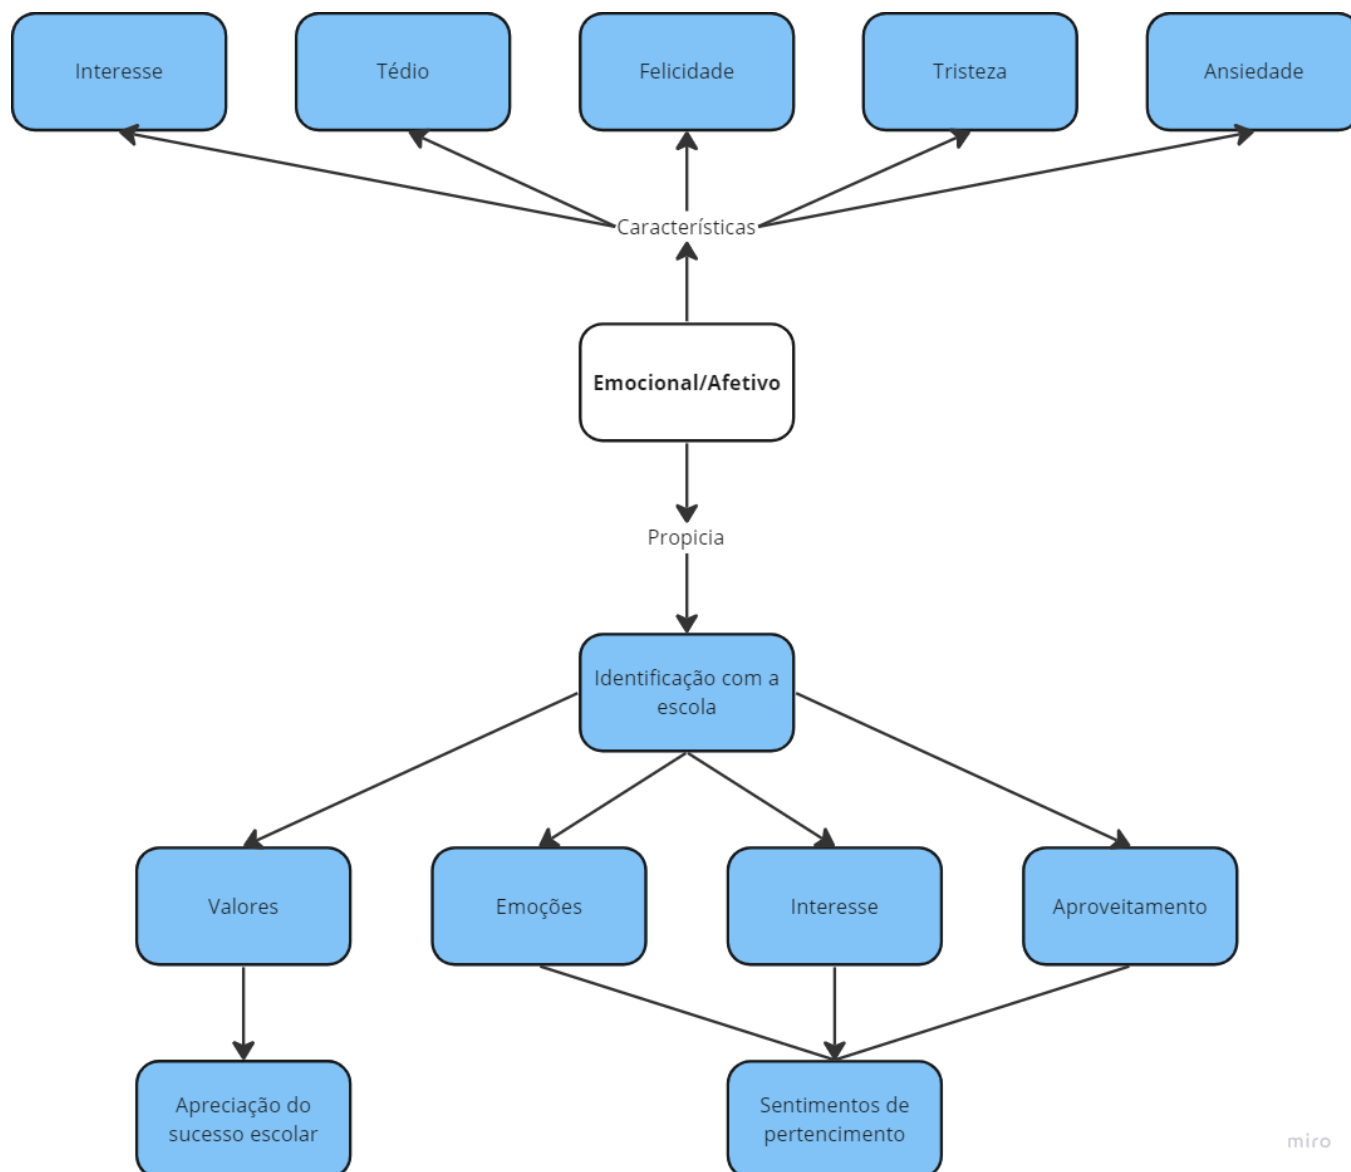 Interesse
Tédio
Felicidade
Tristeza
Ansiedade
Características
Emocional/Afetivo
Propicia
Identificação com a
escola
Valores
Emoções
Interesse
Aproveitamento
Apreciação do
sucesso escolar
Sentimentos de
pertencimento
miro